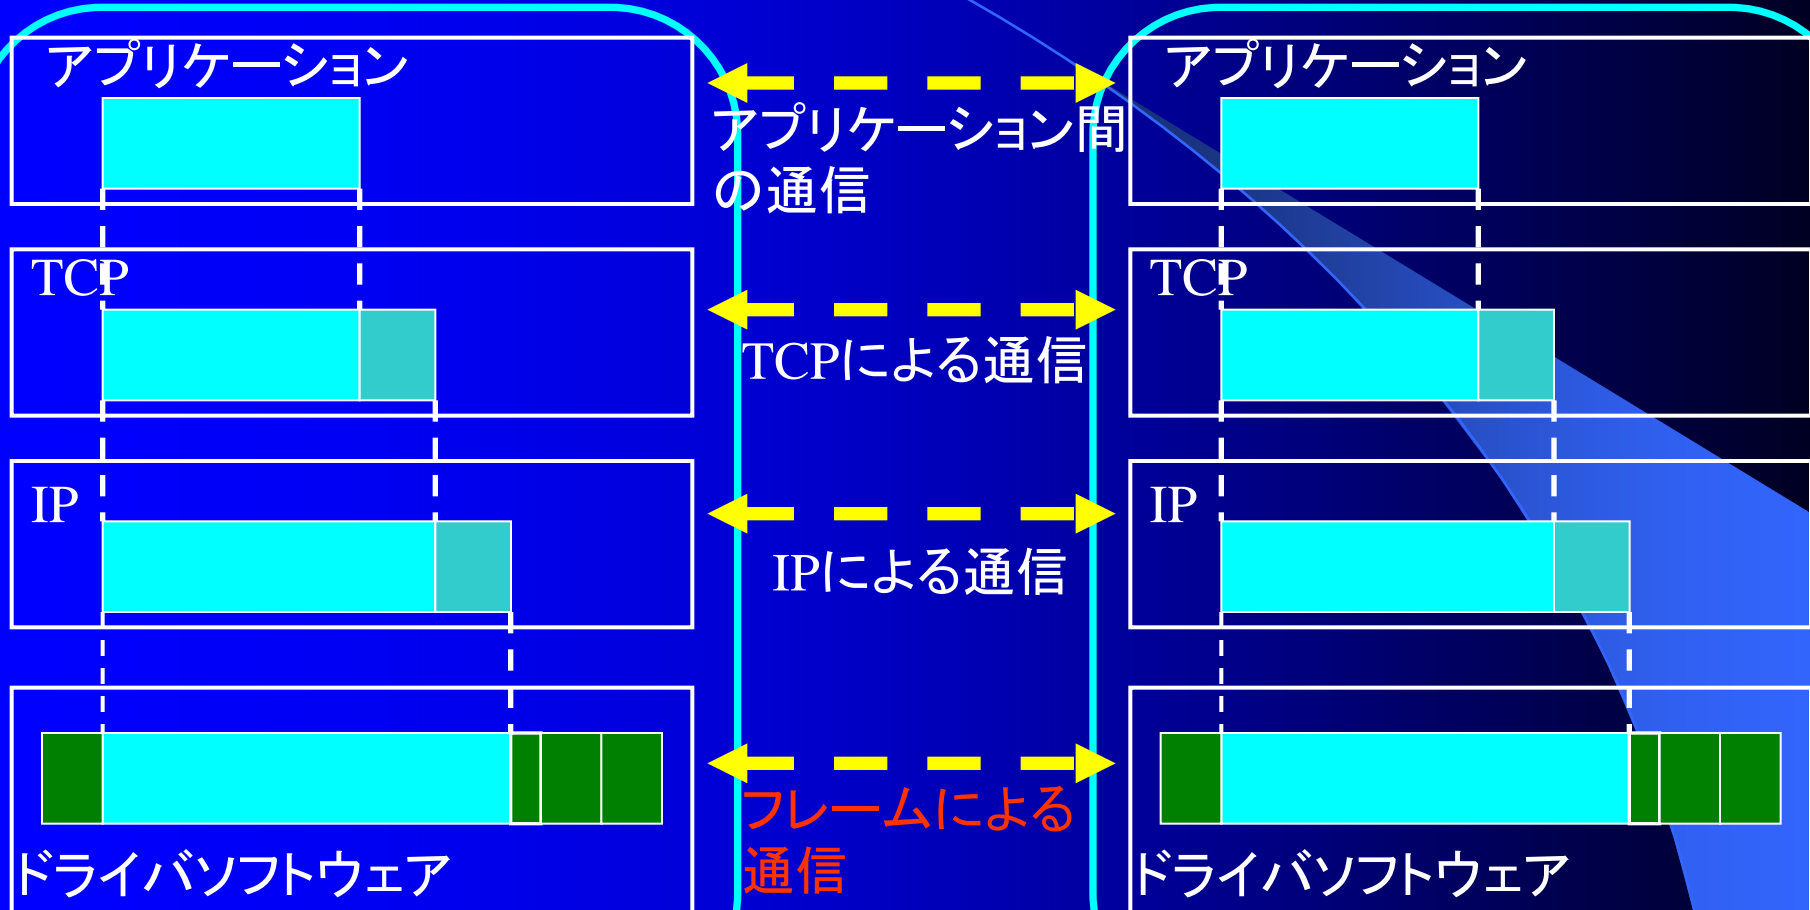 アプリケーション
アプリケーション間
の通信
アプリケーション
TCP
TCPによる通信
TCP
IP
IPによる通信
IP
フレームによる
通信
ドライバソフトウェア
ドライバソフトウェア